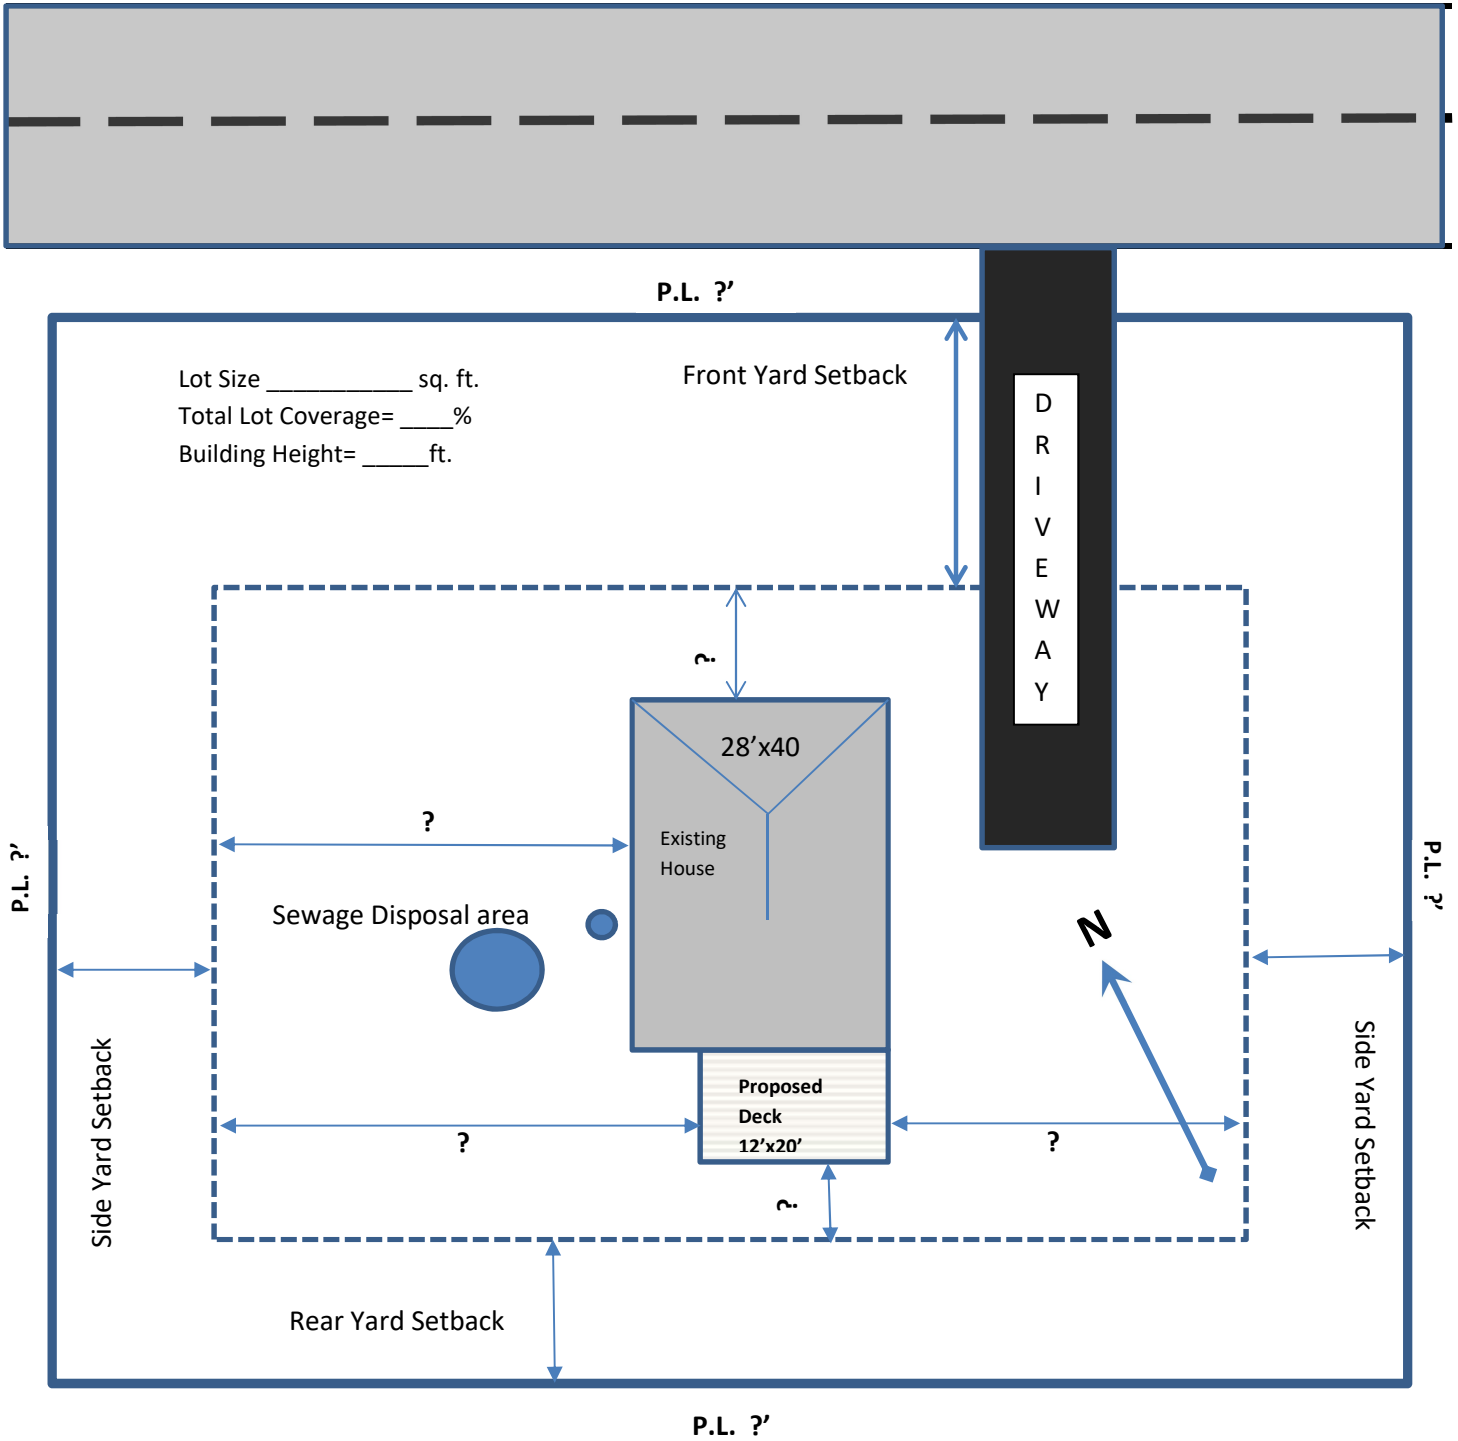 P.L. ?’
Lot Size ___________ sq. ft.
Total Lot Coverage= ____%
Building Height= _____ft.
Front Yard Setback
D
R
I
V
E
W
A
Y
?
28’x40
?
Existing
House
P.L. ?’
P.L. ?’
Sewage Disposal area
N
Side Yard Setback
Side Yard Setback
Proposed
Deck
12’x20’
?
?
?
Rear Yard Setback
P.L. ?’